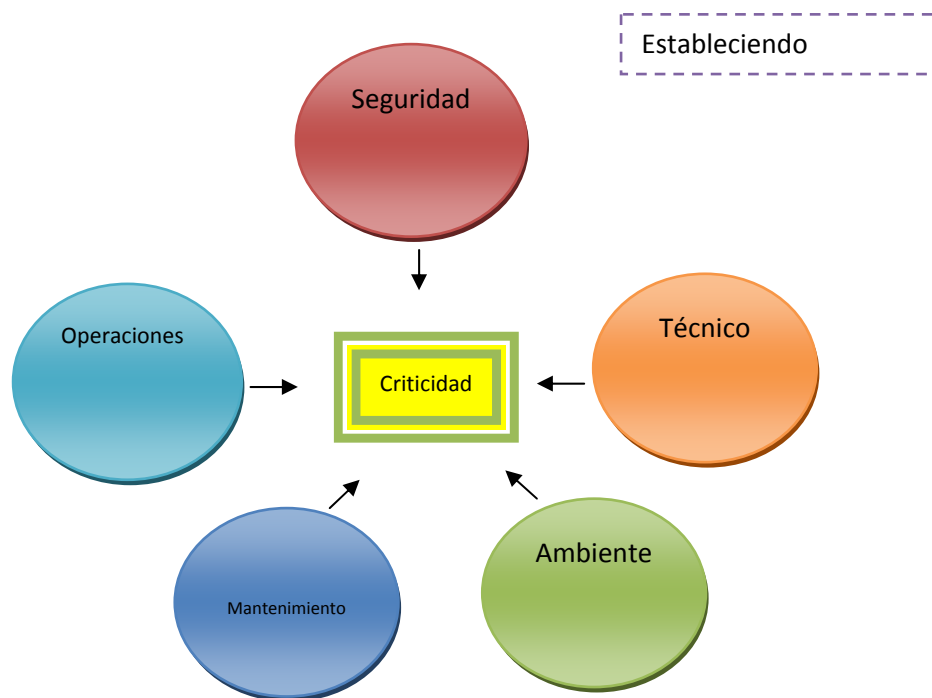 Estableciendo
Seguridad
Operaciones
Técnico
Criticidad
Ambiente
Mantenimiento